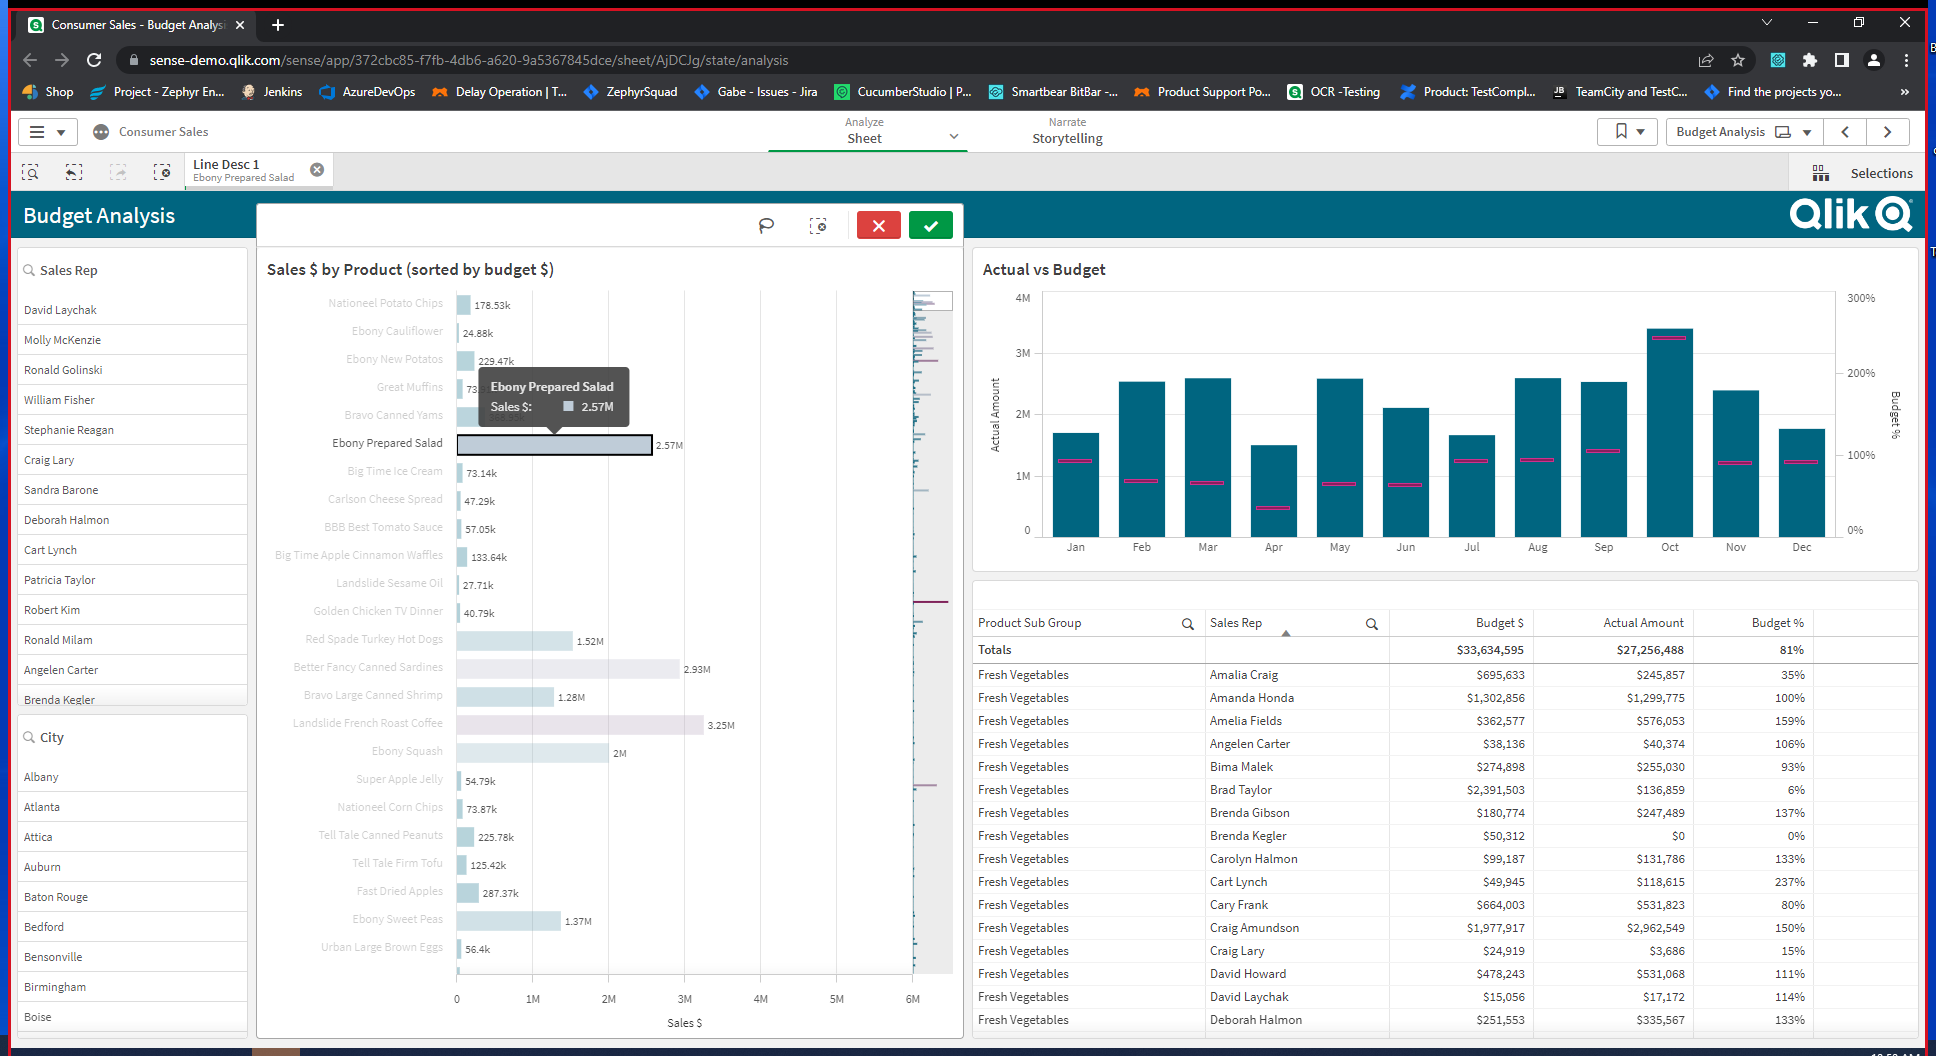 Consumer Sales - Budget Analysi
sense-demo.qlik.com/sense/app/372cbc85-f7fb-4db6-a620-9a5367845dce/sheet/AjDCJg/state/analysis
Shop Project - Zephyr En... Jenkins AzureDevOps Delay Operation | T... ZephyrSquad Gabe - Issues - Jira CucumberStudio | P... Smartbear BitBar -... Product Support Po... OCR -Testing Product: TestCompl... TeamCity and TestC... Find the projects yo... »
Consumer Sales
Analyze
Sheet
Narrate
Storytelling
Budget Analysis
Line Desc 1
Ebony Prepared Salad
Selections
Budget Analysis
Qlik
Sales Rep
David Laychak
Molly McKenzie
Ronald Golinski
William Fisher
Stephanie Reagan
Craig Lary
Sandra Barone
Deborah Halmon
Cart Lynch
Patricia Taylor
Robert Kim
Ronald Milam
Angelen Carter
Brenda Kegler
City
Albany
Atlanta
Attica
Auburn
Baton Rouge
Bedford
Bensonville
Birmingham
Boise
Sales $ by Product (sorted by budget $)
Nationeel Potato Chips 178.53k
Ebony Cauliflower 24.88k
Ebony New Potatos 229.47k
Great Muffins
Bravo Canned Yams
Ebony Prepared Salad
Sales $: 2.57M
Ebony Prepared Salad 2.57M
Big Time Ice Cream 73.14k
Carlson Cheese Spread 47.29k
BBB Best Tomato Sauce 57.05k
Big Time Apple Cinnamon Waffles 133.64k
Landslide Sesame Oil 27.71k
Golden Chicken TV Dinner 40.79k
Red Spade Turkey Hot Dogs 1.52M
Better Fancy Canned Sardines 2.93M
Bravo Large Canned Shrimp 1.28M
Landslide French Roast Coffee 3.25M
Ebony Squash 2M
Super Apple Jelly 54.79k
Nationeel Corn Chips 73.87k
Tell Tale Canned Peanuts 225.78k
Tell Tale Firm Tofu 125.42k
Fast Dried Apples 287.37k
Ebony Sweet Peas 1.37M
Urban Large Brown Eggs 56.4k
0 1M 2M 3M 4M 5M 6M
Sales $
Actual vs Budget
4M 300%
3M
200%
2M
100%
1M
0 0%
Actual Amount
Budget %
Jan Feb Mar Apr May Jun Jul Aug Sep Oct Nov Dec
Product Sub Group Sales Rep Budget $ Actual Amount Budget %
Totals $33,634,595 $27,256,488 81%
Fresh Vegetables Amalia Craig $695,633 $245,857 35%
Fresh Vegetables Amanda Honda $1,302,856 $1,299,775 100%
Fresh Vegetables Amelia Fields $362,577 $576,053 159%
Fresh Vegetables Angelen Carter $38,136 $40,374 106%
Fresh Vegetables Bima Malek $274,898 $255,030 93%
Fresh Vegetables Brad Taylor $2,391,503 $136,859 6%
Fresh Vegetables Brenda Gibson $180,774 $247,489 137%
Fresh Vegetables Brenda Kegler $50,312 $0 0%
Fresh Vegetables Carolyn Halmon $99,187 $131,786 133%
Fresh Vegetables Cart Lynch $49,945 $118,615 237%
Fresh Vegetables Cary Frank $664,003 $531,823 80%
Fresh Vegetables Craig Amundson $1,977,917 $2,962,549 150%
Fresh Vegetables Craig Lary $24,919 $3,686 15%
Fresh Vegetables David Howard $478,243 $531,068 111%
Fresh Vegetables David Laychak $15,056 $17,172 114%
Fresh Vegetables Deborah Halmon $251,553 $335,567 133%